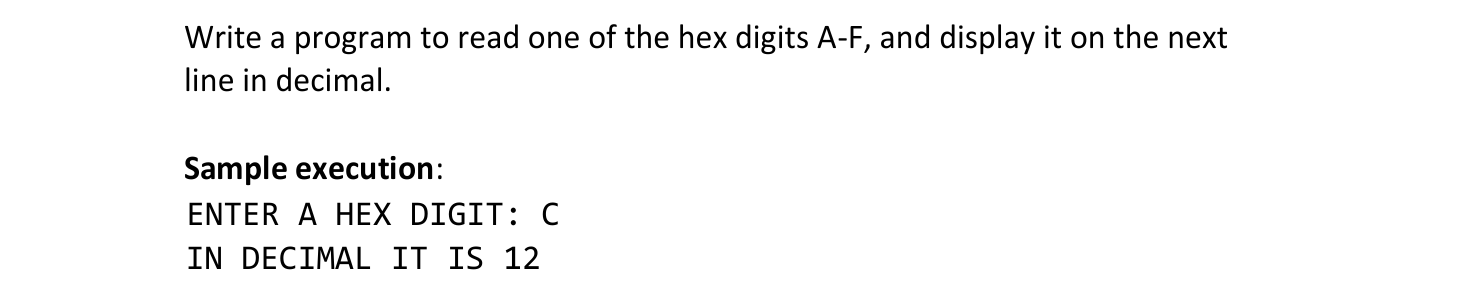 Write a program to read one of the hex digits A-F, and display it on the next
line in decimal.
Sample execution:
ENTER A HEX DIGIT: C
IN DECIMAL IT IS 12